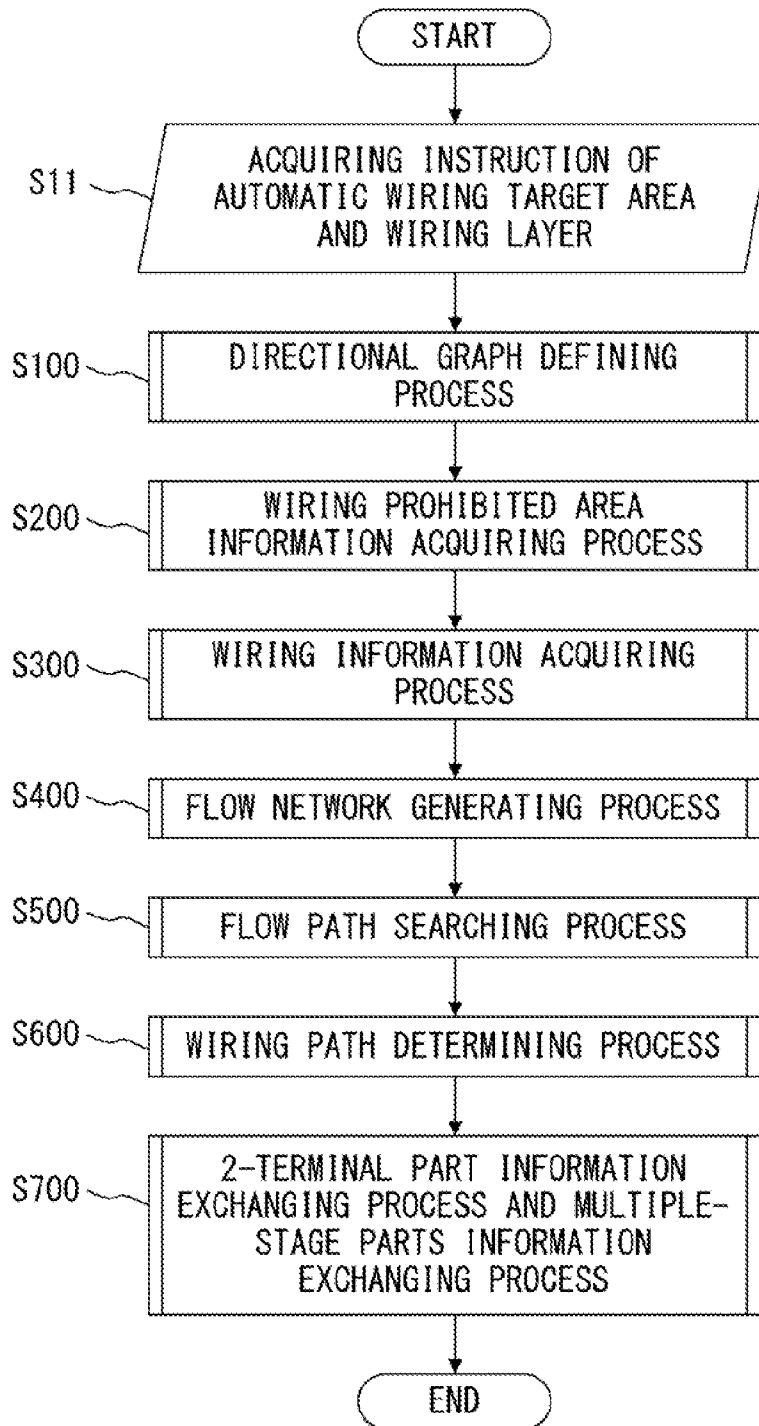 START
S11
ACQUIRING INSTRUCTION OF
AUTOMATIC WIRING TARGET AREA
AND WIRING LAYER
S100
DIRECTIONAL GRAPH DEFINING
PROCESS
S200
WIRING PROHIBITED AREA
INFORMATION ACQUIRING PROCESS
S300
WIRING INFORMATION ACQUIRING
PROCESS
S400
FLOW NETWORK GENERATING PROCESS
S500
FLOW PATH SEARCHING PROCESS
S600
WIRING PATH DETERMINING PROCESS
S700
2-TERMINAL PART INFORMATION
EXCHANGING PROCESS AND MULTIPLE-
STAGE PARTS INFORMATION
EXCHANGING PROCESS
END